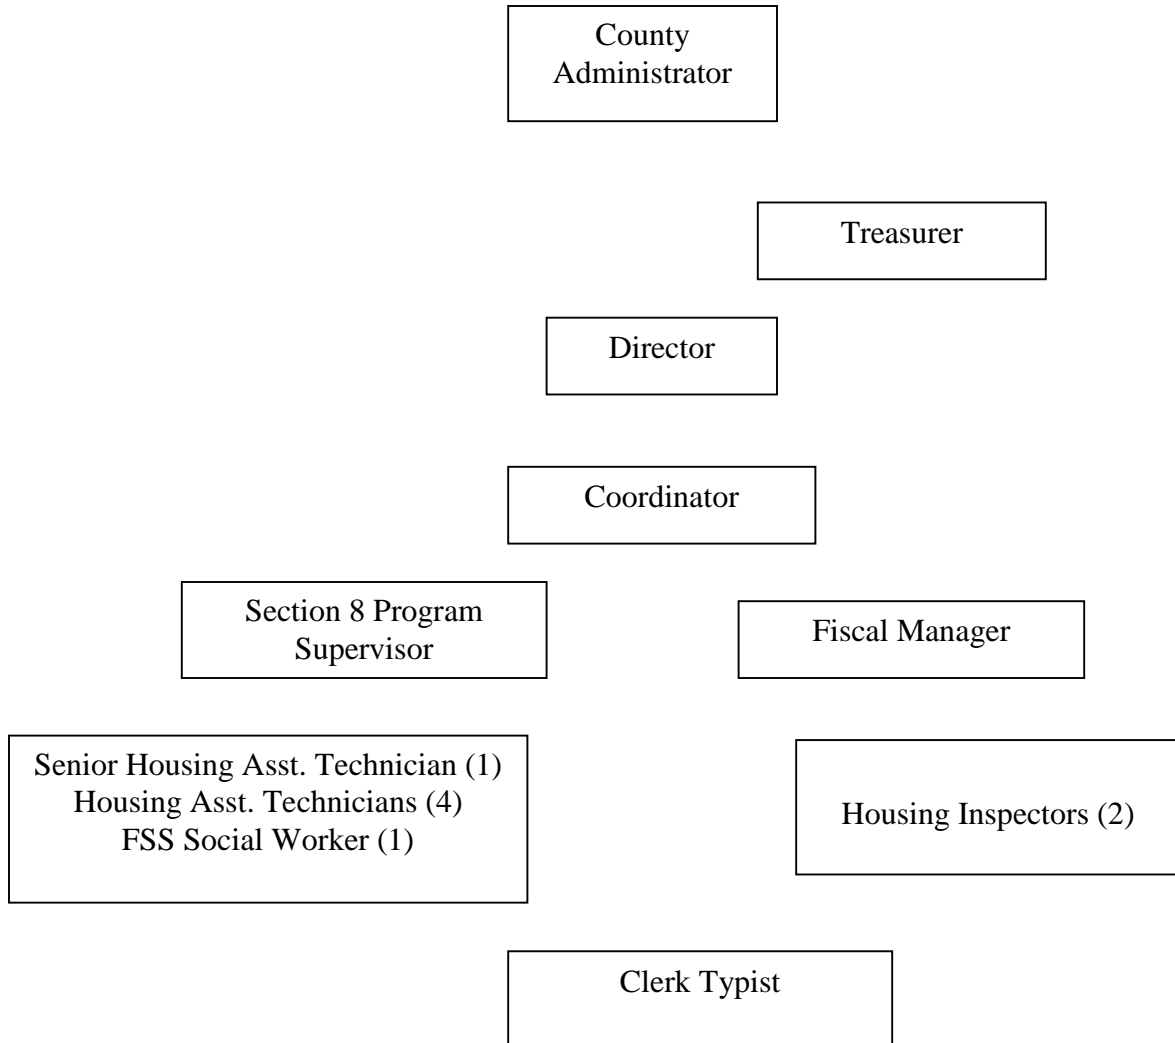 County
Administrator
Treasurer
Director
Coordinator
Section 8 Program
Supervisor
Fiscal Manager
Senior Housing Asst. Technician (1)
Housing Asst. Technicians (4)
FSS Social Worker (1)
Housing Inspectors (2)
Clerk Typist